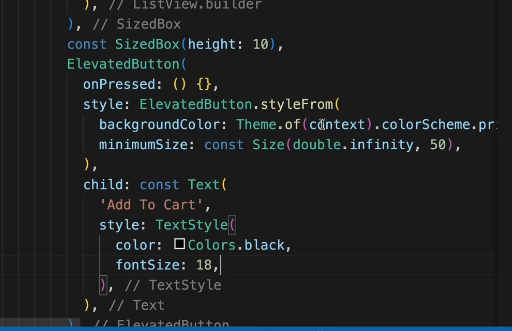 ), // ListView.builder
), // SizedBox
const SizedBox(height: 10),
ElevatedButton(
onPressed: () {},
style: ElevatedButton.styleFrom(
backgroundColor: Theme.of(context).colorScheme.pri
minimumSize: const Size(double.infinity, 50),
),
child: const Text(
'Add To Cart',
style: TextStyle(
color: Colors.black,
fontSize: 18,
), // TextStyle
), // Text
) // ElevatedButton